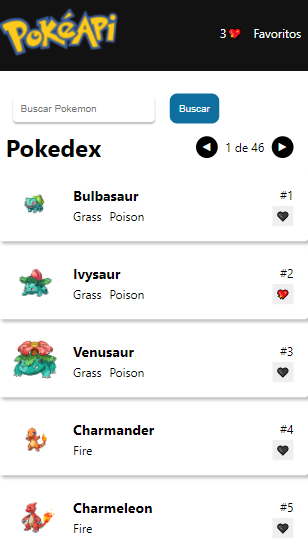 PokéApi
3 Favoritos
Buscar Pokemon Buscar
Pokedex 1 de 46
Bulbasaur #1
Grass Poison
Ivysaur #2
Grass Poison
Venusaur #3
Grass Poison
Charmander #4
Fire
Charmeleon #5
Fire